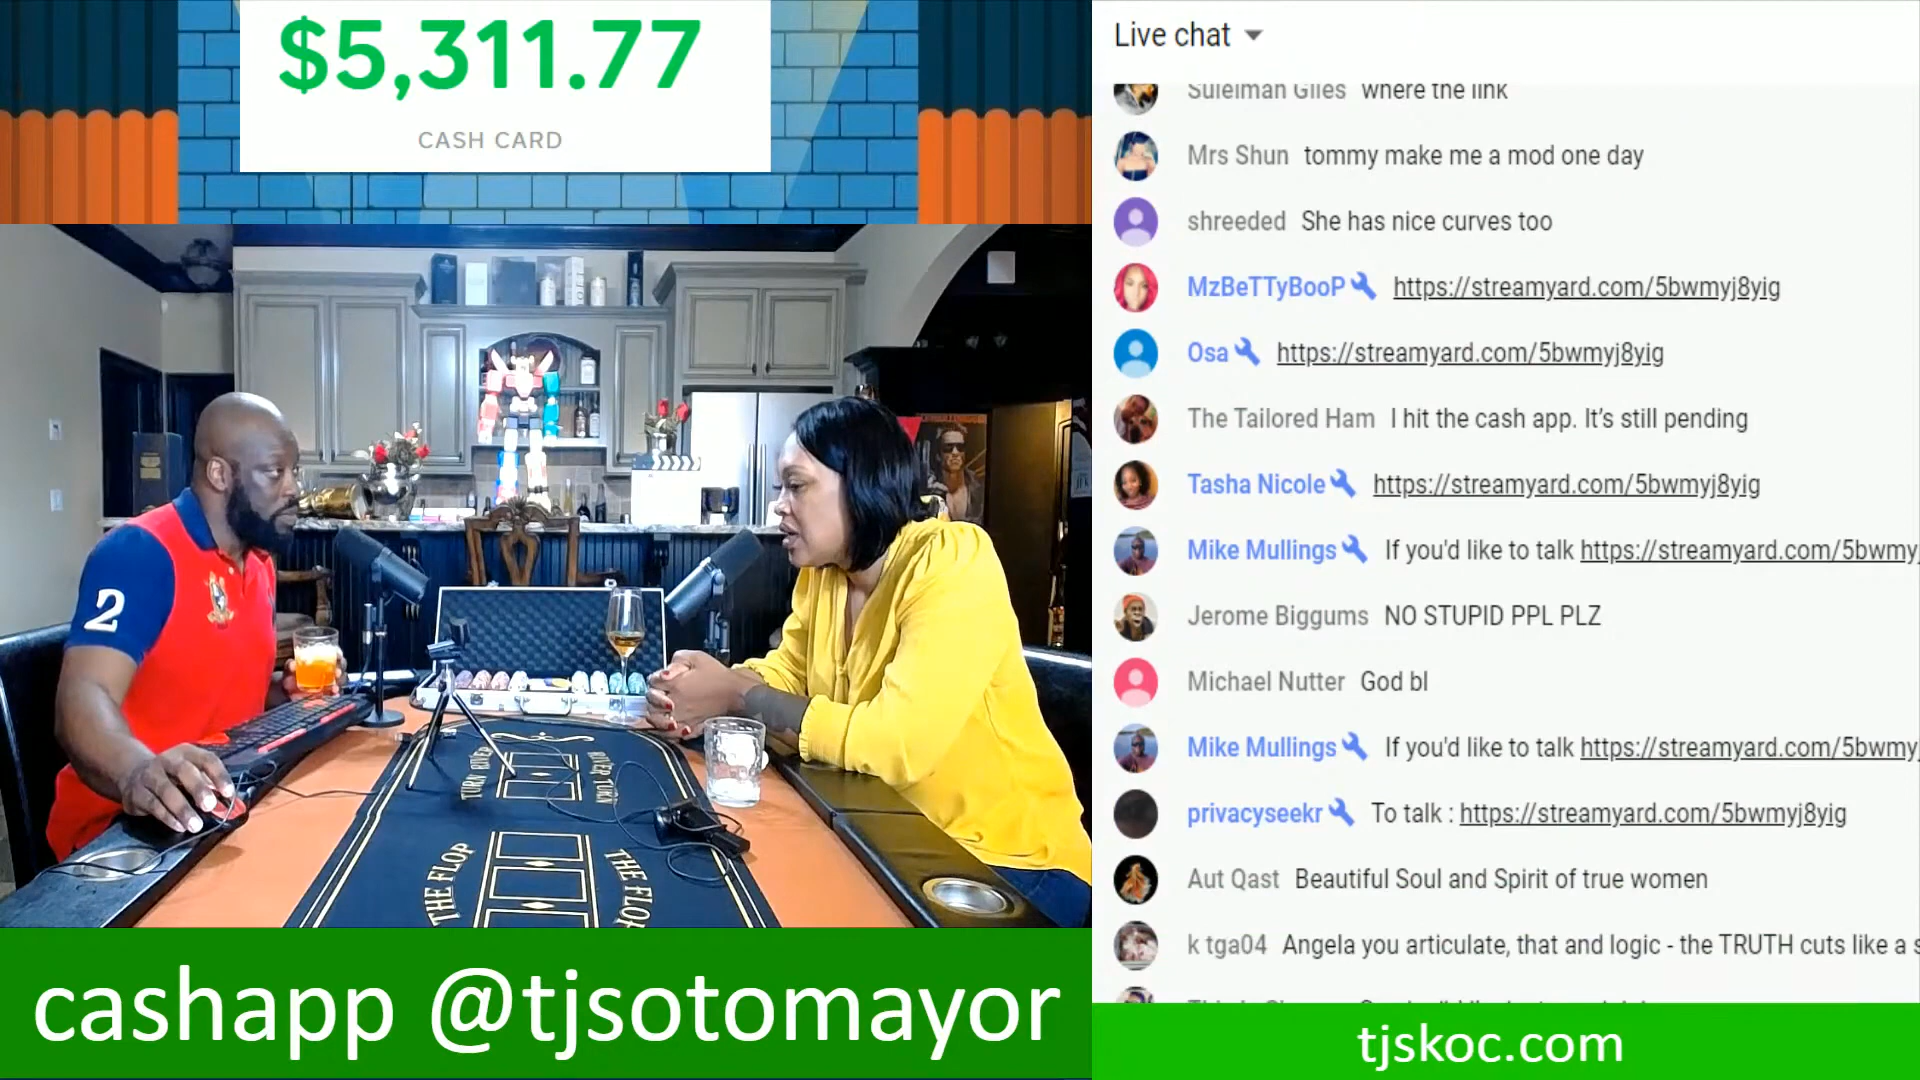 $5,311.77
CASH CARD
2
TURN RIVER
RIVER TURN
THE FLOP
THE FLOP
cashapp @tjsotomayor
Live chat
Suleiman Giles where the link
Mrs Shun tommy make me a mod one day
shreeded She has nice curves too
MzBeTTyBooP https://streamyard.com/5bwmyj8yig
Osa https://streamyard.com/5bwmyj8yig
The Tailored Ham I hit the cash app. It’s still pending
Tasha Nicole https://streamyard.com/5bwmyj8yig
Mike Mullings If you'd like to talk https://streamyard.com/5bwmy
Jerome Biggums NO STUPID PPL PLZ
Michael Nutter God bl
Mike Mullings If you'd like to talk https://streamyard.com/5bwmy
privacyseekr To talk : https://streamyard.com/5bwmyj8yig
Aut Qast Beautiful Soul and Spirit of true women
k tga04 Angela you articulate, that and logic - the TRUTH cuts like a s
tjskoc.com